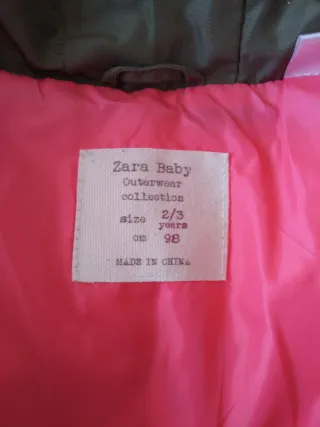 Zara Baby
Outerwear
collection
size 2/3
years
cm 98
MADE IN CHINA